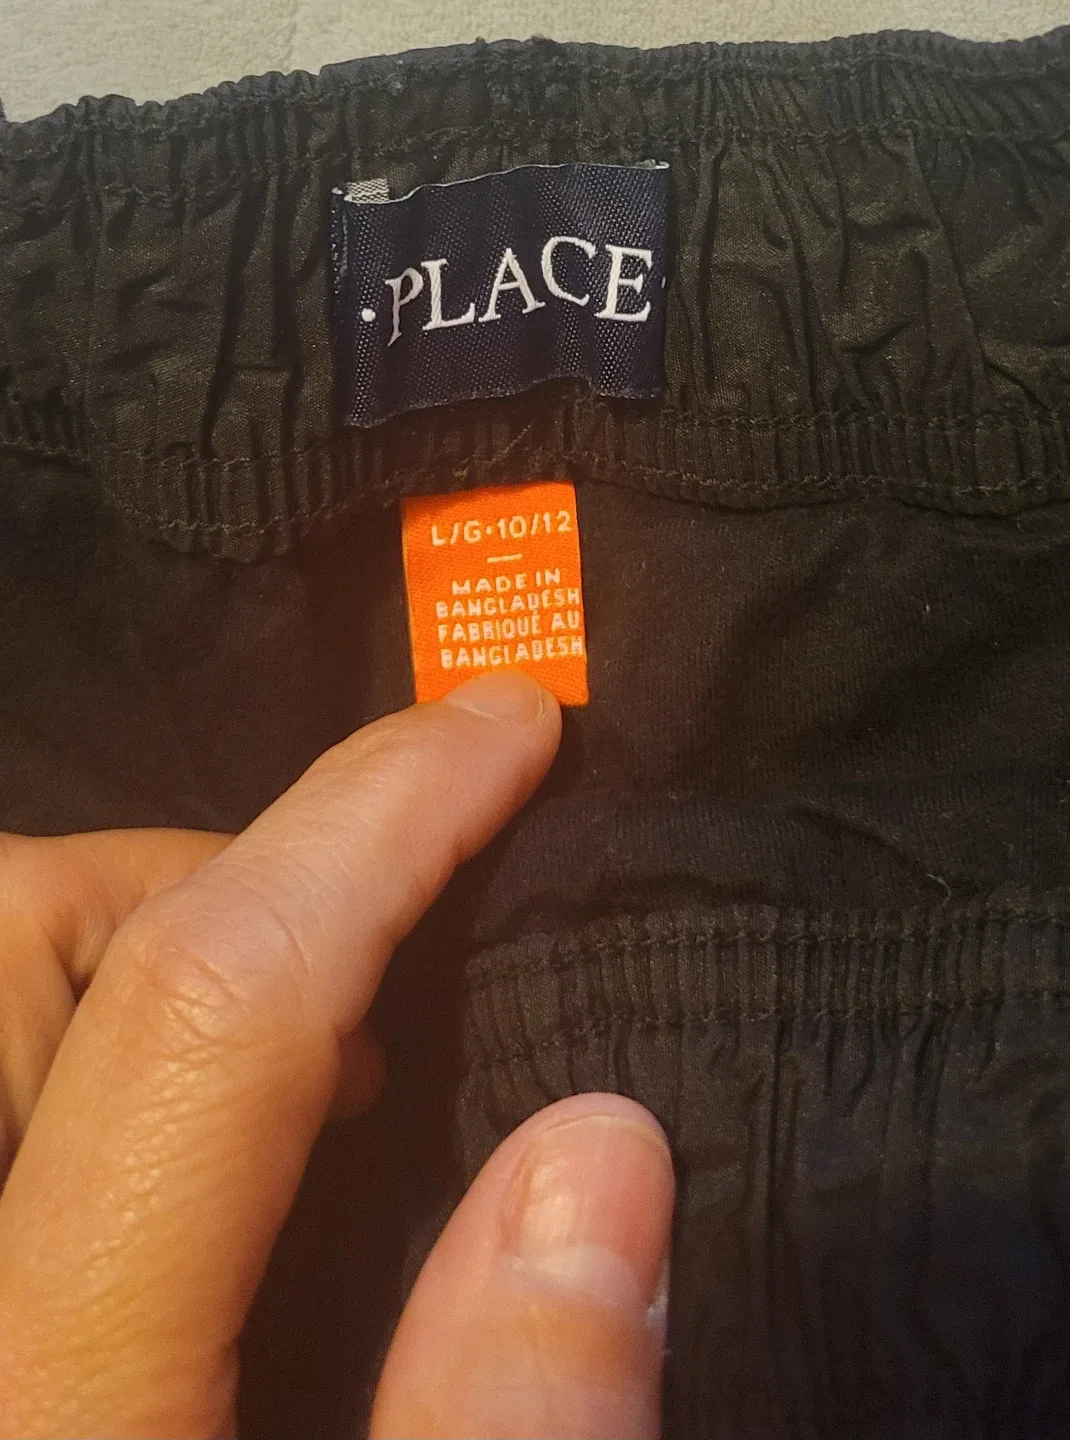 ·PLACE·
L/G·10/12
—
MADE IN
BANGLADESH
FABRIQUÉ AU
BANGLADESH